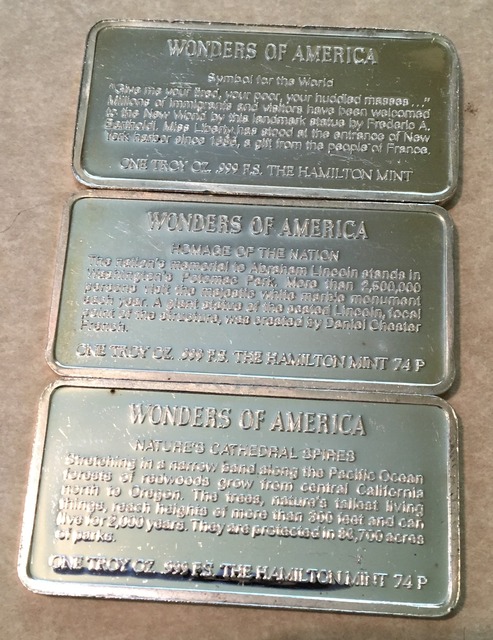 WONDERS OF AMERICA
Symbol for the World
"Give me your tired, your poor, your huddled masses..."
Millions of immigrants and visitors have been welcomed
to the New World by this landmark statue by Frederic A.
Bartholdi. Miss Liberty has stood at the entrance of New
York harbor since 1886, a gift from the people of France.
ONE TROY OZ. .999 F.S. THE HAMILTON MINT
WONDERS OF AMERICA
HOMAGE OF THE NATION
The nation's memorial to Abraham Lincoln stands in
Washington's Potomac Park. More than 2,500,000
persons visit the majestic white marble monument
each year. A giant statue of the seated Lincoln, focal
point of the structure, was created by Daniel Chester
French.
ONE TROY OZ. .999 F.S. THE HAMILTON MINT 74 P
WONDERS OF AMERICA
NATURE'S CATHEDRAL SPIRES
Stretching in a narrow band along the Pacific Ocean
forests of redwoods grow from central California
north to Oregon. The trees, nature's tallest living
things, reach heights of more than 300 feet and can
live for 2,000 years. They are protected in acres
of parks.
ONE TROY OZ. .999 F.S. THE HAMILTON MINT 74 P